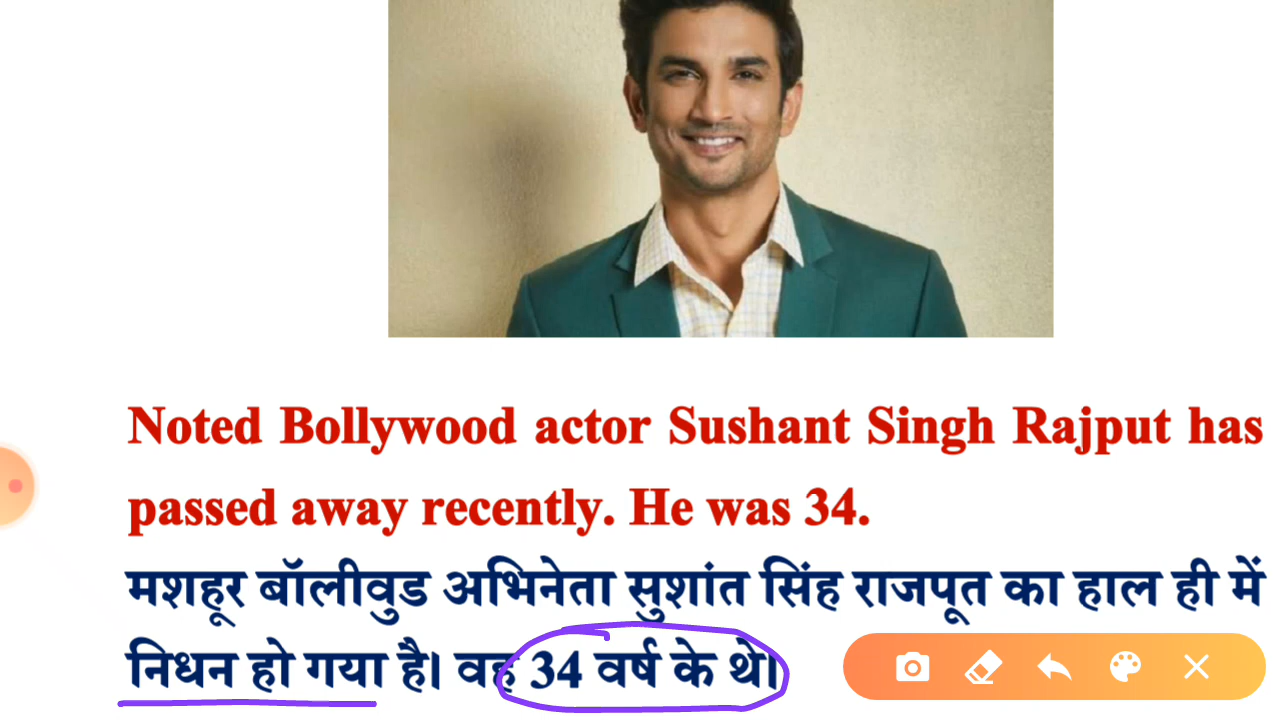 Noted Bollywood actor Sushant Singh Rajput has
passed away recently. He was 34.
मशहूर बॉलीवुड अभिनेता सुशांत सिंह राजपूत का हाल ही में
निधन हो गया है। वह 34 वर्ष के थे।